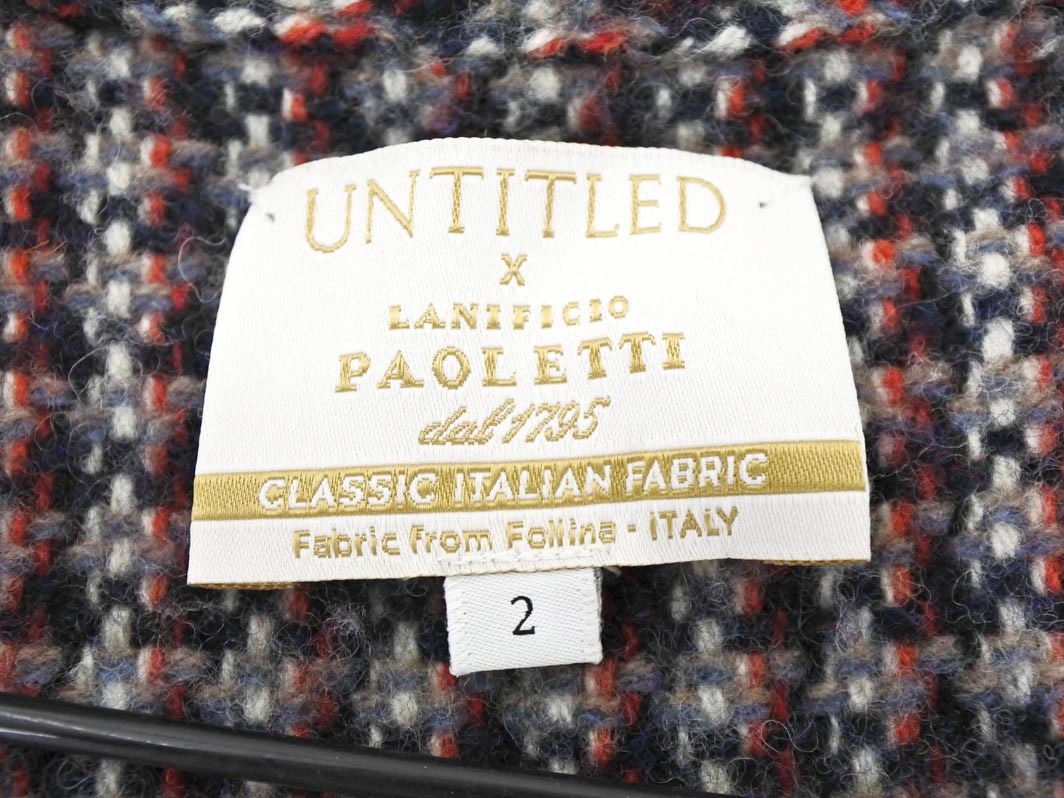 UNTITLED
X
LANIFICIO
PAOLETTI
dal 1795
CLASSIC ITALIAN FABRIC
Fabric from Follina - ITALY
2